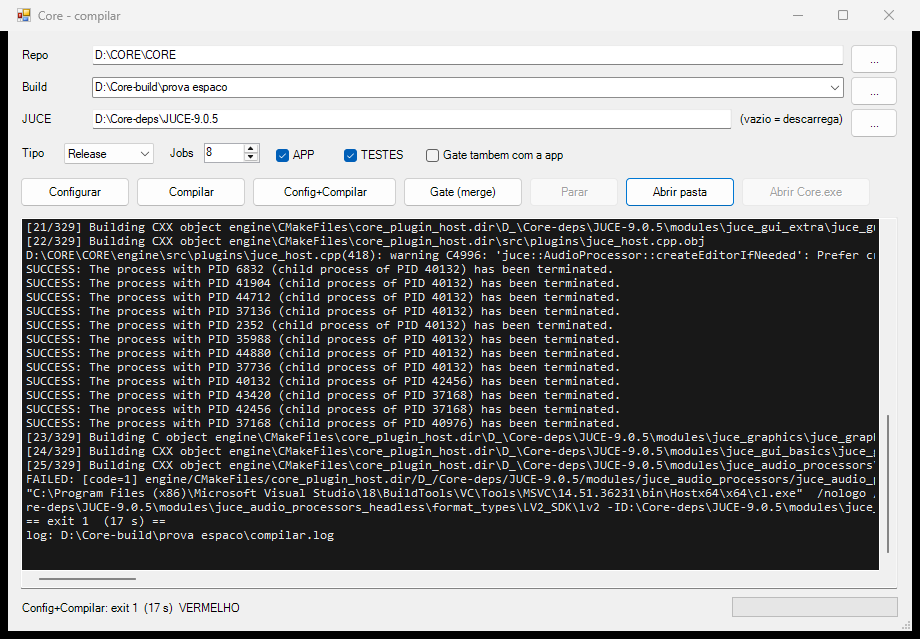 Core - compilar
Repo D:\CORE\CORE ...
Build D:\Core-build\prova espaco ...
JUCE D:\Core-deps\JUCE-9.0.5 (vazio = descarrega) ...
Tipo Release Jobs 8 APP TESTES Gate tambem com a app
Configurar Compilar Config+Compilar Gate (merge) Parar Abrir pasta Abrir Core.exe
[21/329] Building CXX object engine\CMakeFiles\core_plugin_host.dir\D_\Core-deps\JUCE-9.0.5\modules\juce_gui_extra\juce_gu
[22/329] Building CXX object engine\CMakeFiles\core_plugin_host.dir\src\plugins\juce_host.cpp.obj
D:\CORE\CORE\engine\src\plugins\juce_host.cpp(418): warning C4996: 'juce::AudioProcessor::createEditorIfNeeded': Prefer cr
SUCCESS: The process with PID 6832 (child process of PID 40132) has been terminated.
SUCCESS: The process with PID 41904 (child process of PID 40132) has been terminated.
SUCCESS: The process with PID 44712 (child process of PID 40132) has been terminated.
SUCCESS: The process with PID 37136 (child process of PID 40132) has been terminated.
SUCCESS: The process with PID 2352 (child process of PID 40132) has been terminated.
SUCCESS: The process with PID 35988 (child process of PID 40132) has been terminated.
SUCCESS: The process with PID 44880 (child process of PID 40132) has been terminated.
SUCCESS: The process with PID 37736 (child process of PID 40132) has been terminated.
SUCCESS: The process with PID 40132 (child process of PID 42456) has been terminated.
SUCCESS: The process with PID 43420 (child process of PID 37168) has been terminated.
SUCCESS: The process with PID 42456 (child process of PID 37168) has been terminated.
SUCCESS: The process with PID 37168 (child process of PID 40976) has been terminated.
[23/329] Building C object engine\CMakeFiles\core_plugin_host.dir\D_\Core-deps\JUCE-9.0.5\modules\juce_graphics\juce_graph
[24/329] Building CXX object engine\CMakeFiles\core_plugin_host.dir\D_\Core-deps\JUCE-9.0.5\modules\juce_gui_basics\juce_g
[25/329] Building CXX object engine\CMakeFiles\core_plugin_host.dir\D_\Core-deps\JUCE-9.0.5\modules\juce_audio_processors\
FAILED: [code=1] engine/CMakeFiles/core_plugin_host.dir/D_/Core-deps/JUCE-9.0.5/modules/juce_audio_processors/juce_audio_p
"C:\Program Files (x86)\Microsoft Visual Studio\18\BuildTools\VC\Tools\MSVC\14.51.36231\bin\Hostx64\x64\cl.exe" /nologo /
re-deps\JUCE-9.0.5\modules\juce_audio_processors_headless\format_types\LV2_SDK\lv2 -ID:\Core-deps\JUCE-9.0.5\modules\juce_
== exit 1 (17 s) ==
log: D:\Core-build\prova espaco\compilar.log
Config+Compilar: exit 1 (17 s) VERMELHO